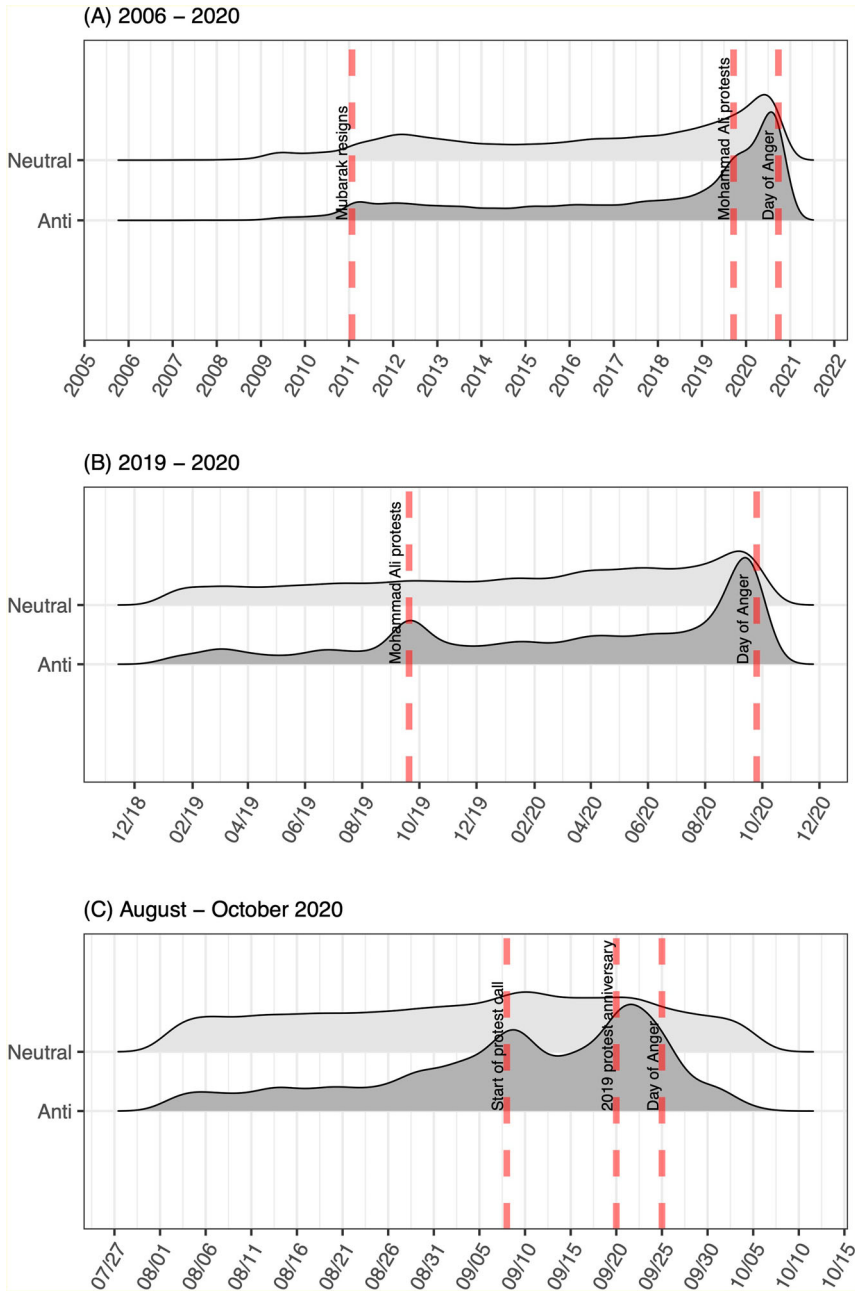 (A) 2006 – 2020
Mubarak resigns
Mohammad Ali protests
Day of Anger
Neutral
Anti
2005 2006 2007 2008 2009 2010 2011 2012 2013 2014 2015 2016 2017 2018 2019 2020 2021 2022
(B) 2019 – 2020
Mohammad Ali protests
Day of Anger
Neutral
Anti
12/18 02/19 04/19 06/19 08/19 10/19 12/19 02/20 04/20 06/20 08/20 10/20 12/20
(C) August – October 2020
Start of protest call
2019 protest anniversary
Day of Anger
Neutral
Anti
07/27 08/01 08/06 08/11 08/16 08/21 08/26 08/31 09/05 09/10 09/15 09/20 09/25 09/30 10/05 10/10 10/15